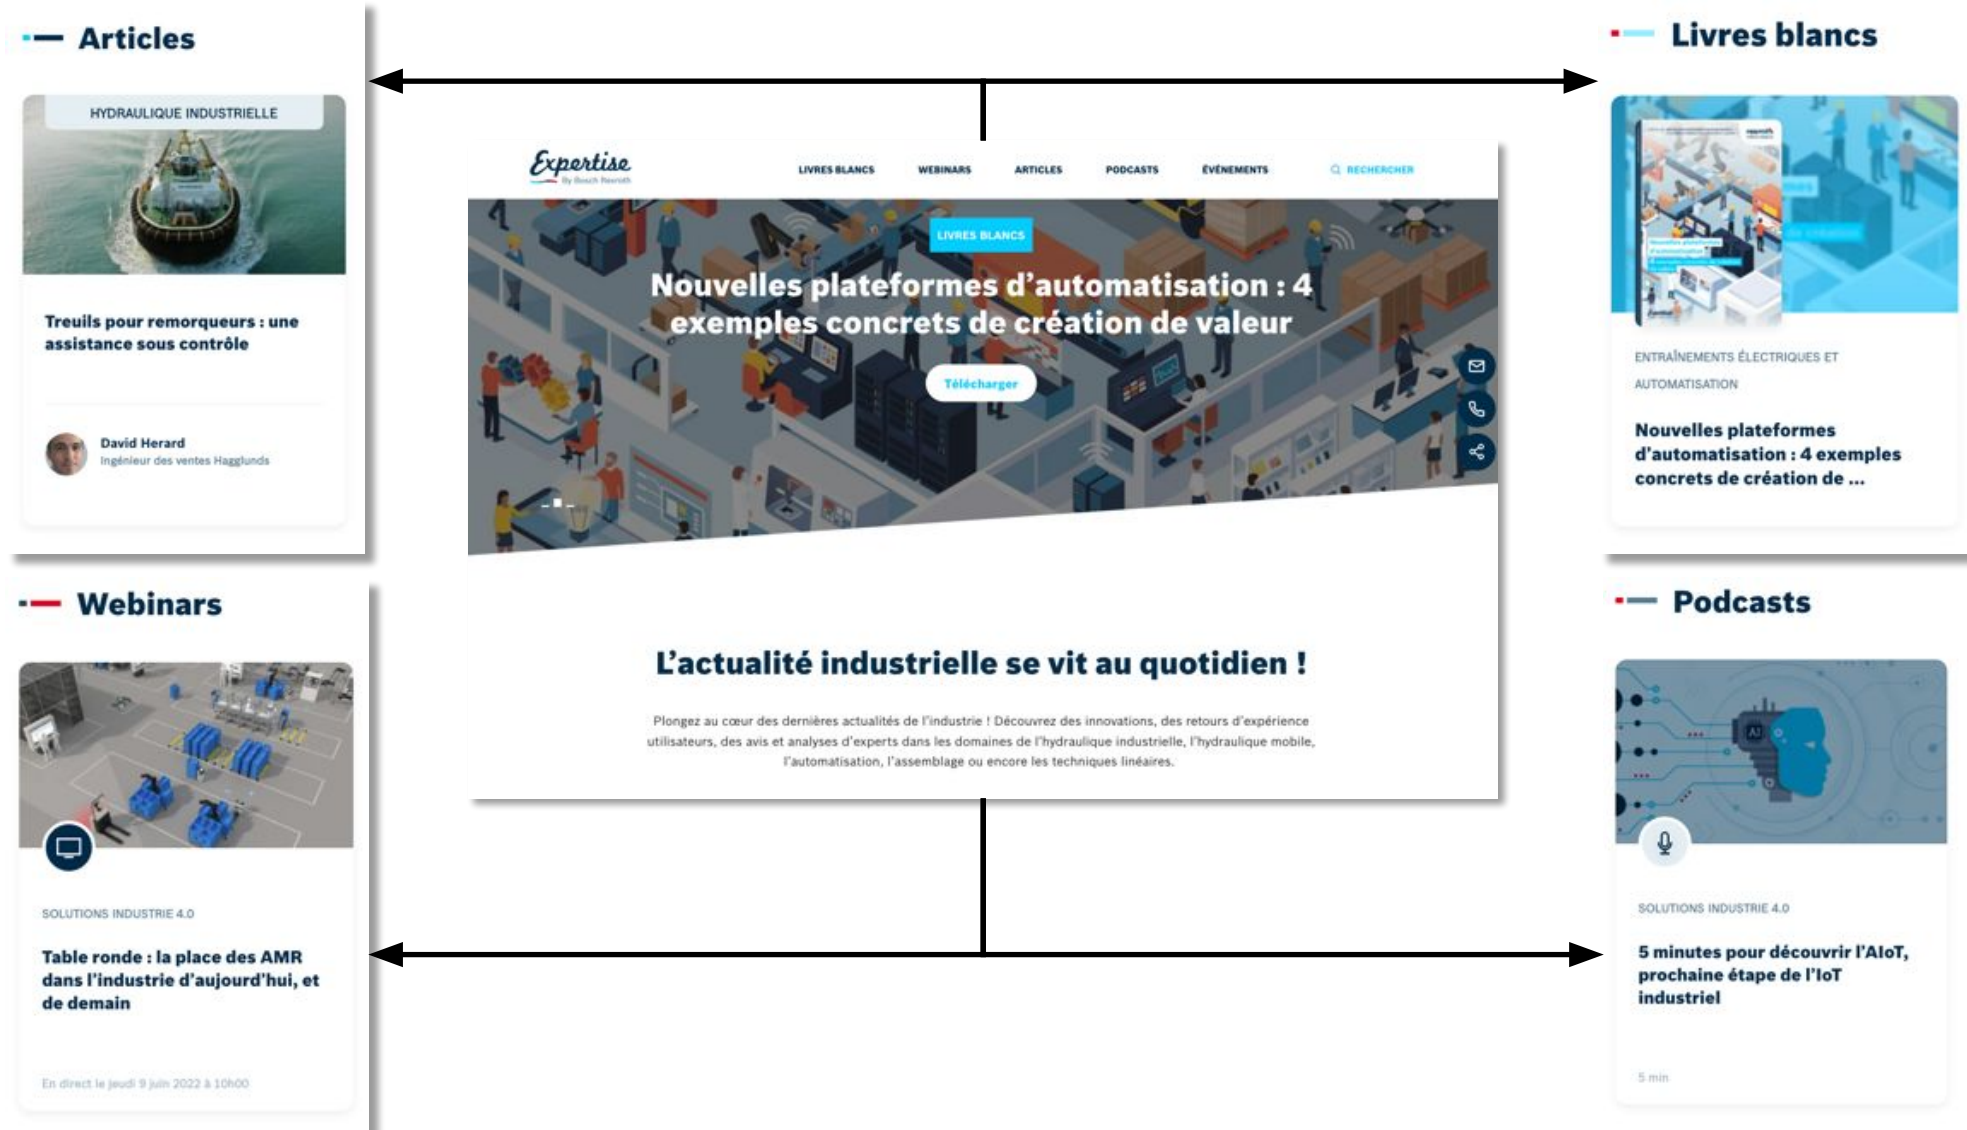 Articles
HYDRAULIQUE INDUSTRIELLE
Treuils pour remorqueurs : une
assistance sous contrôle
David Herard
Ingénieur des ventes Hagglunds
Webinars
SOLUTIONS INDUSTRIE 4.0
Table ronde : la place des AMR
dans l'industrie d'aujourd'hui, et
de demain
En direct le jeudi 9 juin 2022 à 10h00
Expertise
By Bosch Rexroth
LIVRES BLANCS
WEBINARS
ARTICLES
PODCASTS
ÉVÉNEMENTS
RECHERCHER
LIVRES BLANCS
Nouvelles plateformes d'automatisation : 4
exemples concrets de création de valeur
Télécharger
L'actualité industrielle se vit au quotidien !
Plongez au cœur des dernières actualités de l'industrie ! Découvrez des innovations, des retours d'expérience
utilisateurs, des avis et analyses d'experts dans les domaines de l'hydraulique industrielle, l'hydraulique mobile,
l'automatisation, l'assemblage ou encore les techniques linéaires.
Livres blancs
ENTRAÎNEMENTS ÉLECTRIQUES ET
AUTOMATISATION
Nouvelles plateformes
d'automatisation : 4 exemples
concrets de création de ...
Podcasts
AI
SOLUTIONS INDUSTRIE 4.0
5 minutes pour découvrir l'AIoT,
prochaine étape de l'IoT
industriel
5 min